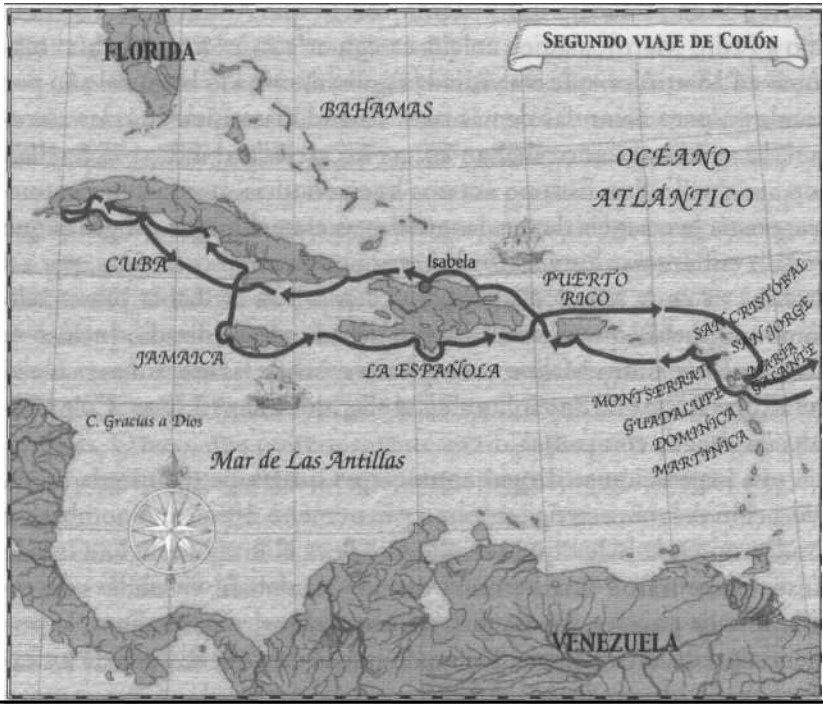 SEGUNDO VIAJE DE COLÓN
FLORIDA
BAHAMAS
OCÉANO
ATLÁNTICO
CUBA
Isabela
PUERTO
RICO
SAN CRISTÓBAL
SAN JORGE
JAMAICA
LA ESPAÑOLA
MONTSERRAT
MARÍA
GALANTE
GUADALUPE
DOMINICA
MARTINICA
C. Gracias a Dios
Mar de Las Antillas
VENEZUELA